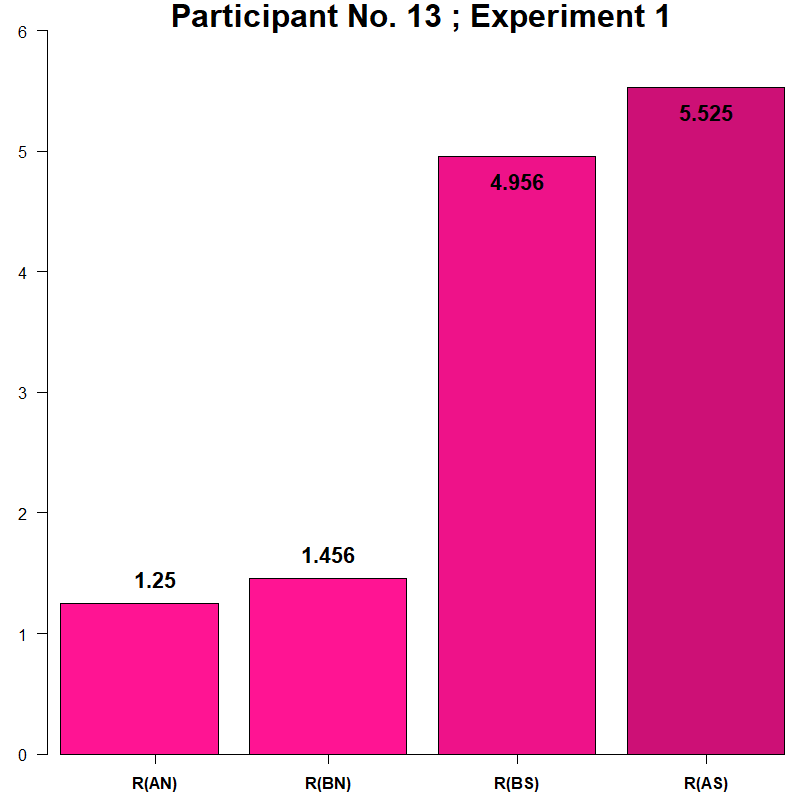 Participant No. 13 ; Experiment 1
6
5
4
3
2
1
0
1.25
1.456
4.956
5.525
R(AN)
R(BN)
R(BS)
R(AS)